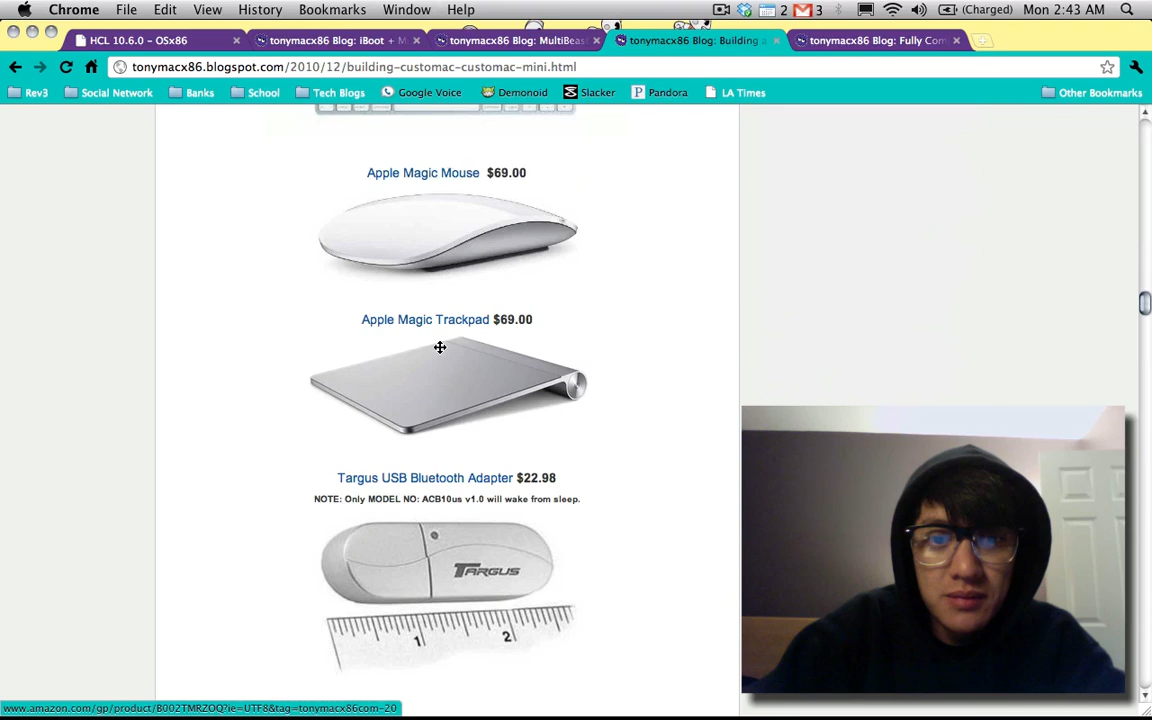 Chrome File Edit View History Bookmarks Window Help 2 3 (Charged) Mon 2:43 AM
HCL 10.6.0 - OSx86 tonymacx86 Blog: iBoot + M tonymacx86 Blog: MultiBeas tonymacx86 Blog: Building a tonymacx86 Blog: Fully Com
tonymacx86.blogspot.com/2010/12/building-customac-customac-mini.html
Rev3 Social Network Banks School Tech Blogs Google Voice Demonoid Slacker Pandora LA Times Other Bookmarks
Apple Magic Mouse $69.00
Apple Magic Trackpad $69.00
Targus USB Bluetooth Adapter $22.98
NOTE: Only MODEL NO: ACB10us v1.0 will wake from sleep.
TARGUS
1 2
www.amazon.com/gp/product/B002TMRZOQ?ie=UTF8&tag=tonymacx86com-20